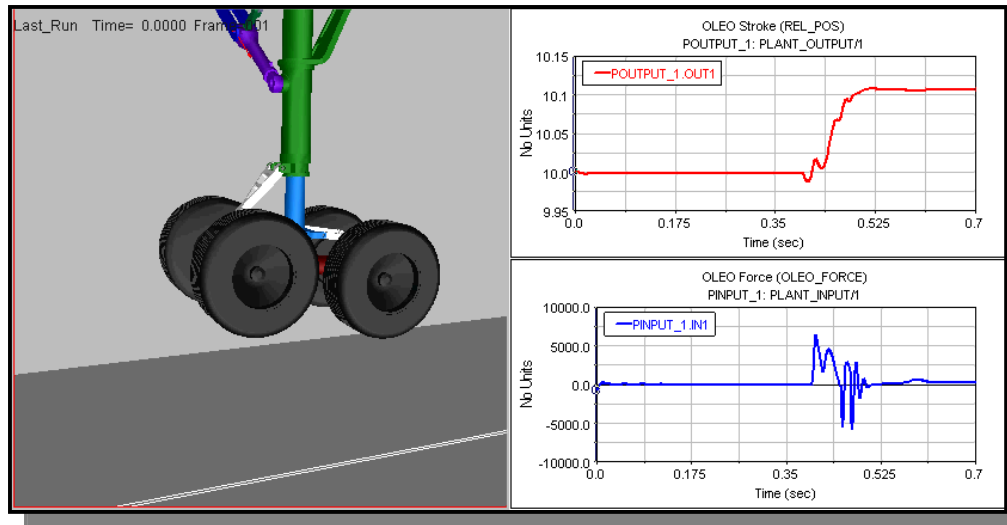 Last_Run Time= 0.0000 Frame=001
OLEO Stroke (REL_POS)
POUTPUT_1: PLANT_OUTPUT/1
10.15
POUTPUT_1.OUT1
10.1
No Units
10.05
10.0
9.95
0.0 0.175 0.35 0.525 0.7
Time (sec)
OLEO Force (OLEO_FORCE)
PINPUT_1: PLANT_INPUT/1
10000.0
PINPUT_1.IN1
5000.0
No Units
0.0
-5000.0
-10000.0
0.0 0.175 0.35 0.525 0.7
Time (sec)